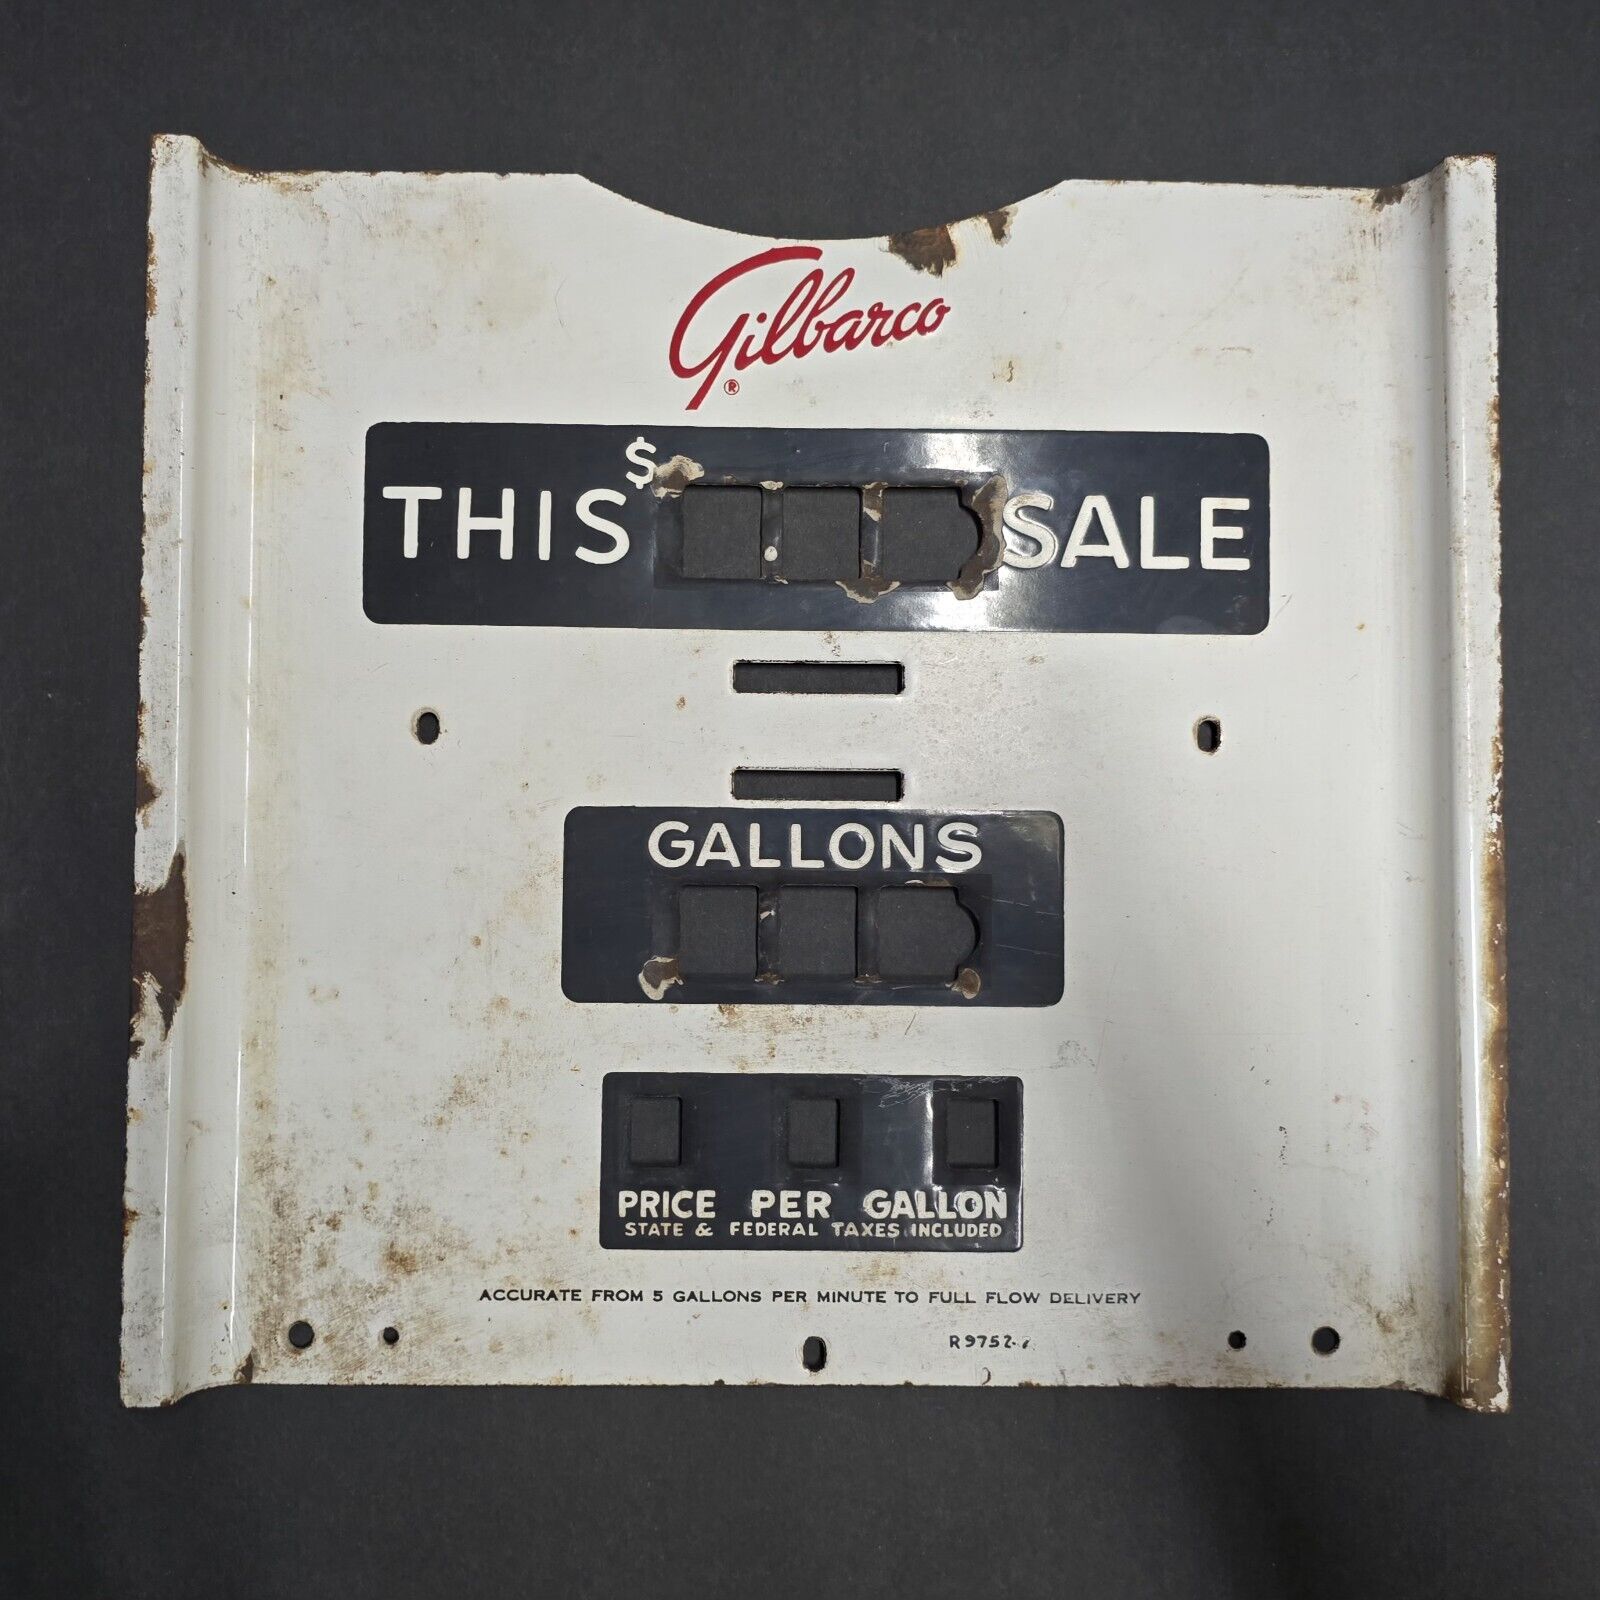 Gilbarco
®
THIS $ SALE
GALLONS
PRICE PER GALLON
STATE & FEDERAL TAXES INCLUDED
ACCURATE FROM 5 GALLONS PER MINUTE TO FULL FLOW DELIVERY